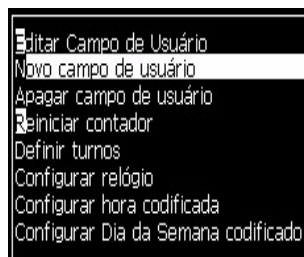 Editar Campo de Usuário
Novo campo de usuário
Apagar campo de usuário
Reiniciar contador
Definir turnos
Configurar relógio
Configurar hora codificada
Configurar Dia da Semana codificado